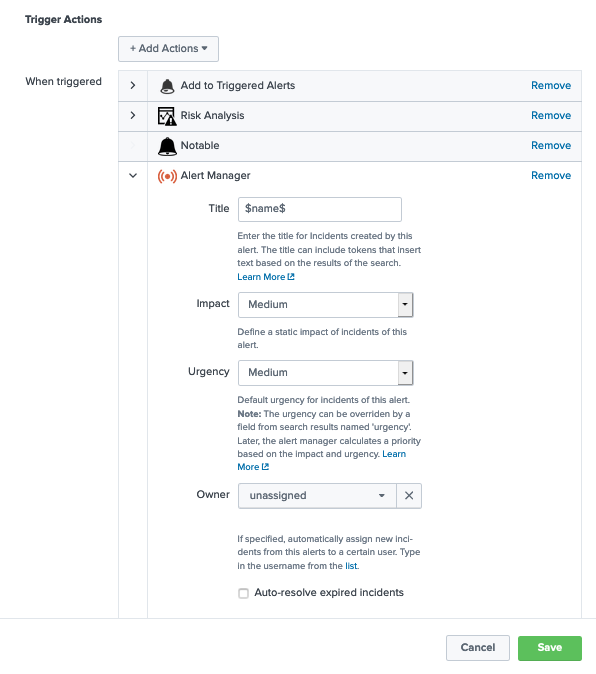 Trigger Actions
+ Add Actions
When triggered
Add to Triggered Alerts Remove
Risk Analysis Remove
Notable Remove
Alert Manager Remove
Title $name$
Enter the title for Incidents created by this
alert. The title can include tokens that insert
text based on the results of the search.
Learn More
Impact Medium
Define a static impact of incidents of this
alert.
Urgency Medium
Default urgency for incidents of this alert.
Note: The urgency can be overriden by a
field from search results named 'urgency'.
Later, the alert manager calculates a priority
based on the impact and urgency. Learn
More
Owner unassigned
If specified, automatically assign new inci-
dents from this alerts to a certain user. Type
in the username from the list.
Auto-resolve expired incidents
Cancel Save